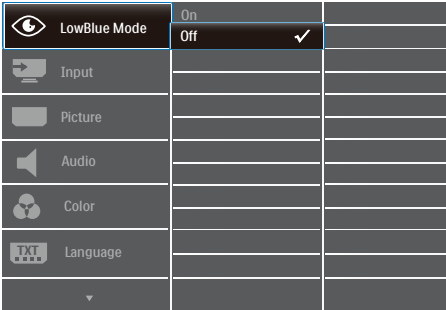 LowBlue Mode
On
Off
Input
Picture
Audio
Color
TXT
Language